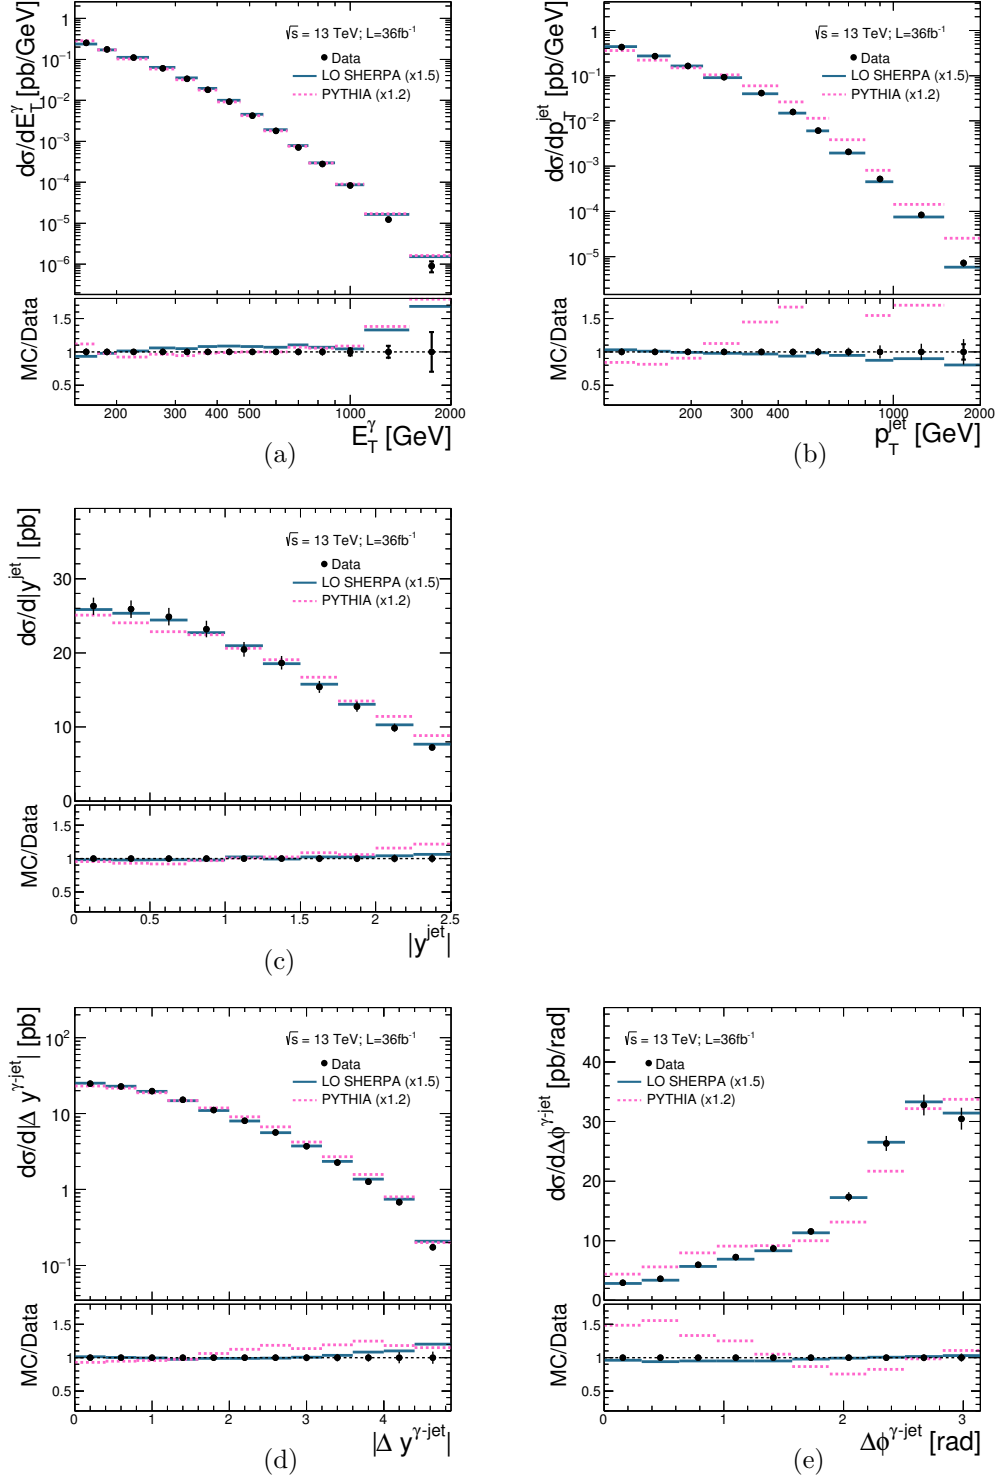 dσ/dE_T^γ [pb/GeV]
1
10⁻¹
10⁻²
10⁻³
10⁻⁴
10⁻⁵
10⁻⁶
√s = 13 TeV; L=36fb⁻¹
Data
LO SHERPA (x1.5)
PYTHIA (x1.2)
MC/Data
1.5
1
0.5
200 300 400 500 1000 2000
E_T^γ [GeV]
(a)
dσ/dp_T^jet [pb/GeV]
1
10⁻¹
10⁻²
10⁻³
10⁻⁴
10⁻⁵
√s = 13 TeV; L=36fb⁻¹
Data
LO SHERPA (x1.5)
PYTHIA (x1.2)
MC/Data
1.5
1
0.5
200 300 400 1000 2000
p_T^jet [GeV]
(b)
dσ/d|y^jet| [pb]
30
20
10
0
√s = 13 TeV; L=36fb⁻¹
Data
LO SHERPA (x1.5)
PYTHIA (x1.2)
MC/Data
1.5
1
0.5
0 0.5 1 1.5 2 2.5
|y^jet|
(c)
dσ/d|Δ y^γ-jet| [pb]
10²
10
1
10⁻¹
√s = 13 TeV; L=36fb⁻¹
Data
LO SHERPA (x1.5)
PYTHIA (x1.2)
MC/Data
1.5
1
0.5
0 1 2 3 4
|Δ y^γ-jet|
(d)
dσ/dΔϕ^γ-jet [pb/rad]
40
30
20
10
0
√s = 13 TeV; L=36fb⁻¹
Data
LO SHERPA (x1.5)
PYTHIA (x1.2)
MC/Data
1.5
1
0.5
0 1 2 3
Δϕ^γ-jet [rad]
(e)